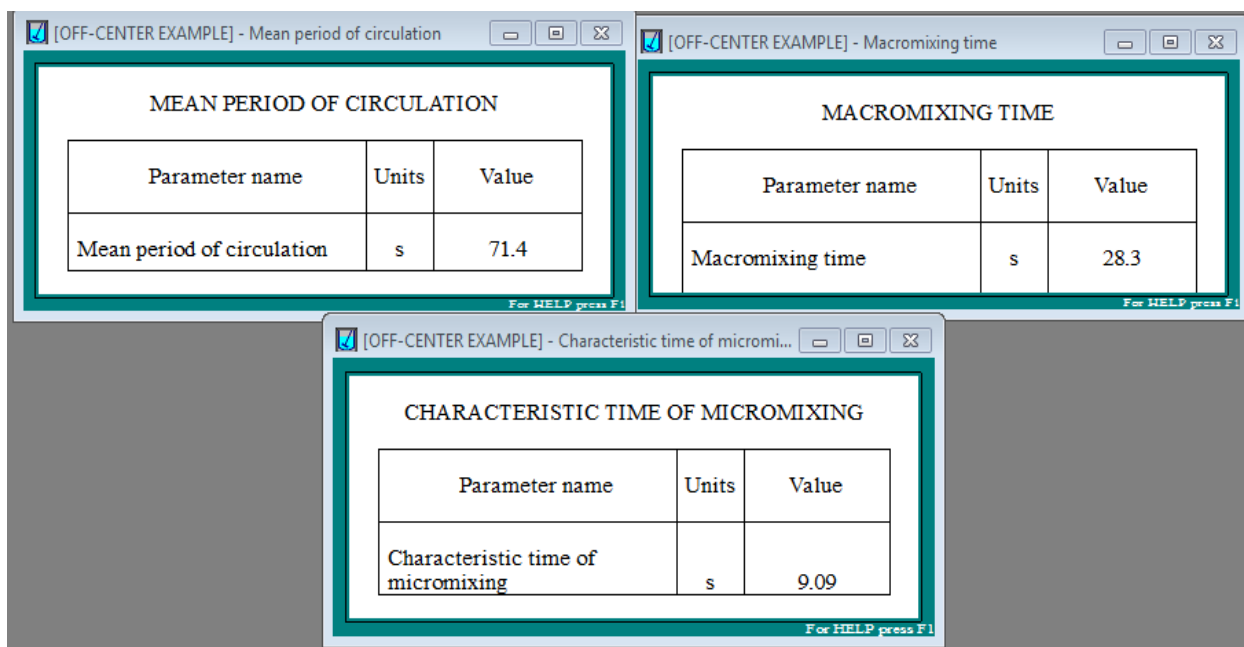 [OFF-CENTER EXAMPLE] - Mean period of circulation
MEAN PERIOD OF CIRCULATION
Parameter name Units Value
Mean period of circulation s 71.4
For HELP press F1
[OFF-CENTER EXAMPLE] - Macromixing time
MACROMIXING TIME
Parameter name Units Value
Macromixing time s 28.3
For HELP press F1
[OFF-CENTER EXAMPLE] - Characteristic time of micromi...
CHARACTERISTIC TIME OF MICROMIXING
Parameter name Units Value
Characteristic time of
micromixing s 9.09
For HELP press F1